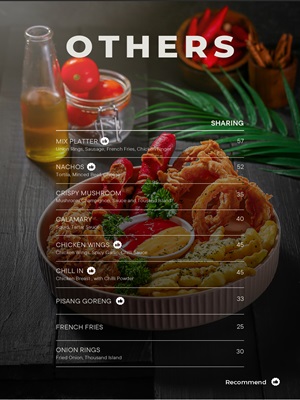 OTHERS
SHARING
MIX PLATTER 57
Onion Rings, Sausage, French Fries, Chicken Finger
NACHOS 52
Tortilla, Minced Beef, Cheese
CRISPY MUSHROOM 35
Mushroom, Champignon, Sauce and Thousand Island
CALAMARY 40
Squid, Tartar Sauce
CHICKEN WINGS 45
Chicken Wings, Spicy Garlic, Chilli Sauce
CHILL IN 45
Chicken Breast, with Chilli Powder
PISANG GORENG 33
FRENCH FRIES 25
ONION RINGS 30
Fried Onion, Thousand Island
Recommend